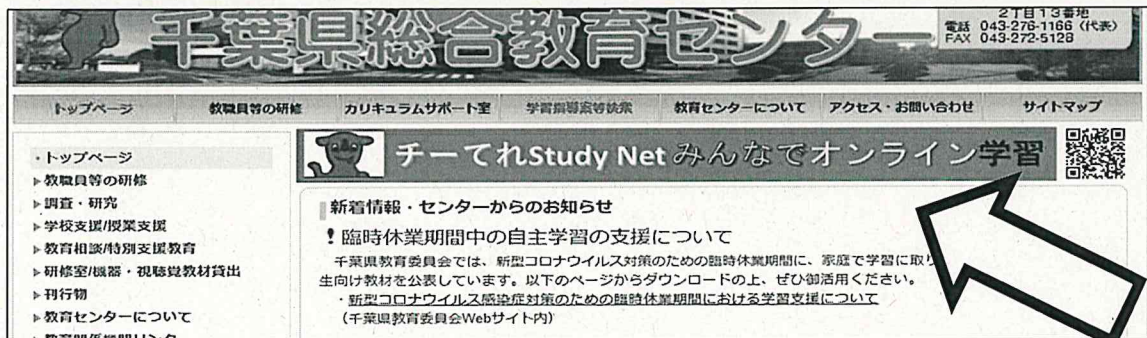 千葉県総合教育センター
2丁目13番地
電話 043-276-1166 (代表)
FAX 043-272-5128
トップページ 教職員等の研修 カリキュラムサポート室 学習指導案等検索 教育センターについて アクセス・お問い合わせ サイトマップ
・トップページ
教職員等の研修
調査・研究
学校支援/授業支援
教育相談/特別支援教育
研修室/機器・視聴覚教材貸出
刊行物
教育センターについて
チーてれStudy Net みんなでオンライン学習
新着情報・センターからのお知らせ
! 臨時休業期間中の自主学習の支援について
千葉県教育委員会では、新型コロナウイルス対策のための臨時休業期間に、家庭で学習に取り
生向け教材を公表しています。以下のページからダウンロードの上、ぜひ御活用ください。
・新型コロナウイルス感染症対策のための臨時休業期間における学習支援について
(千葉県教育委員会Webサイト内)